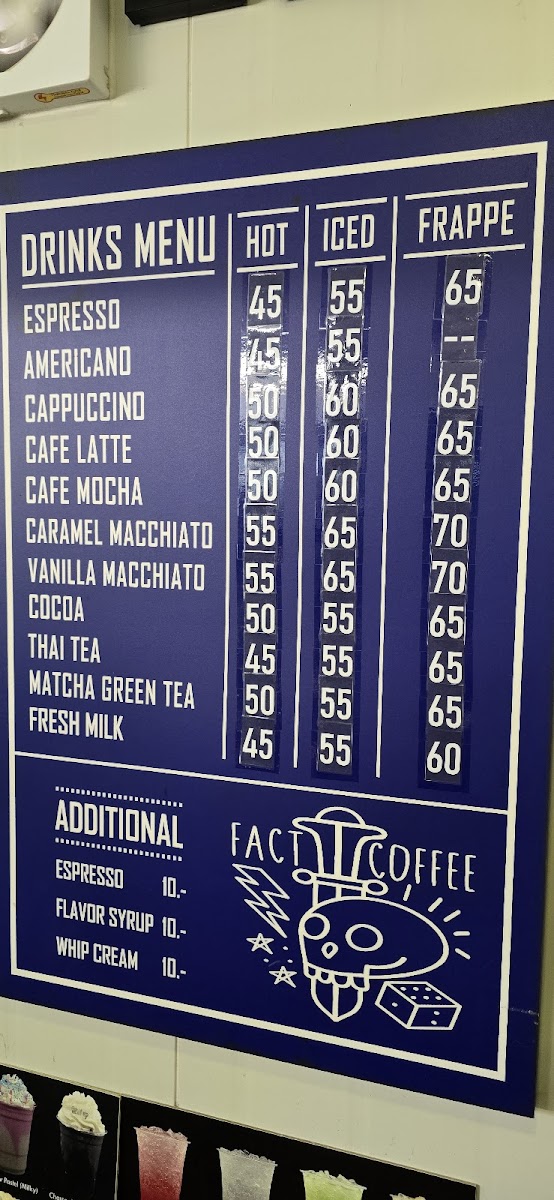 DRINKS MENU HOT ICED FRAPPE
ESPRESSO 45 55 65
AMERICANO 45 55 --
CAPPUCCINO 50 60 65
CAFE LATTE 50 60 65
CAFE MOCHA 50 60 65
CARAMEL MACCHIATO 55 65 70
VANILLA MACCHIATO 55 65 70
COCOA 50 55 65
THAI TEA 45 55 65
MATCHA GREEN TEA 50 55 65
FRESH MILK 45 55 60
ADDITIONAL
ESPRESSO 10.-
FLAVOR SYRUP 10.-
WHIP CREAM 10.-
FACT COFFEE
Pastel (Milky)